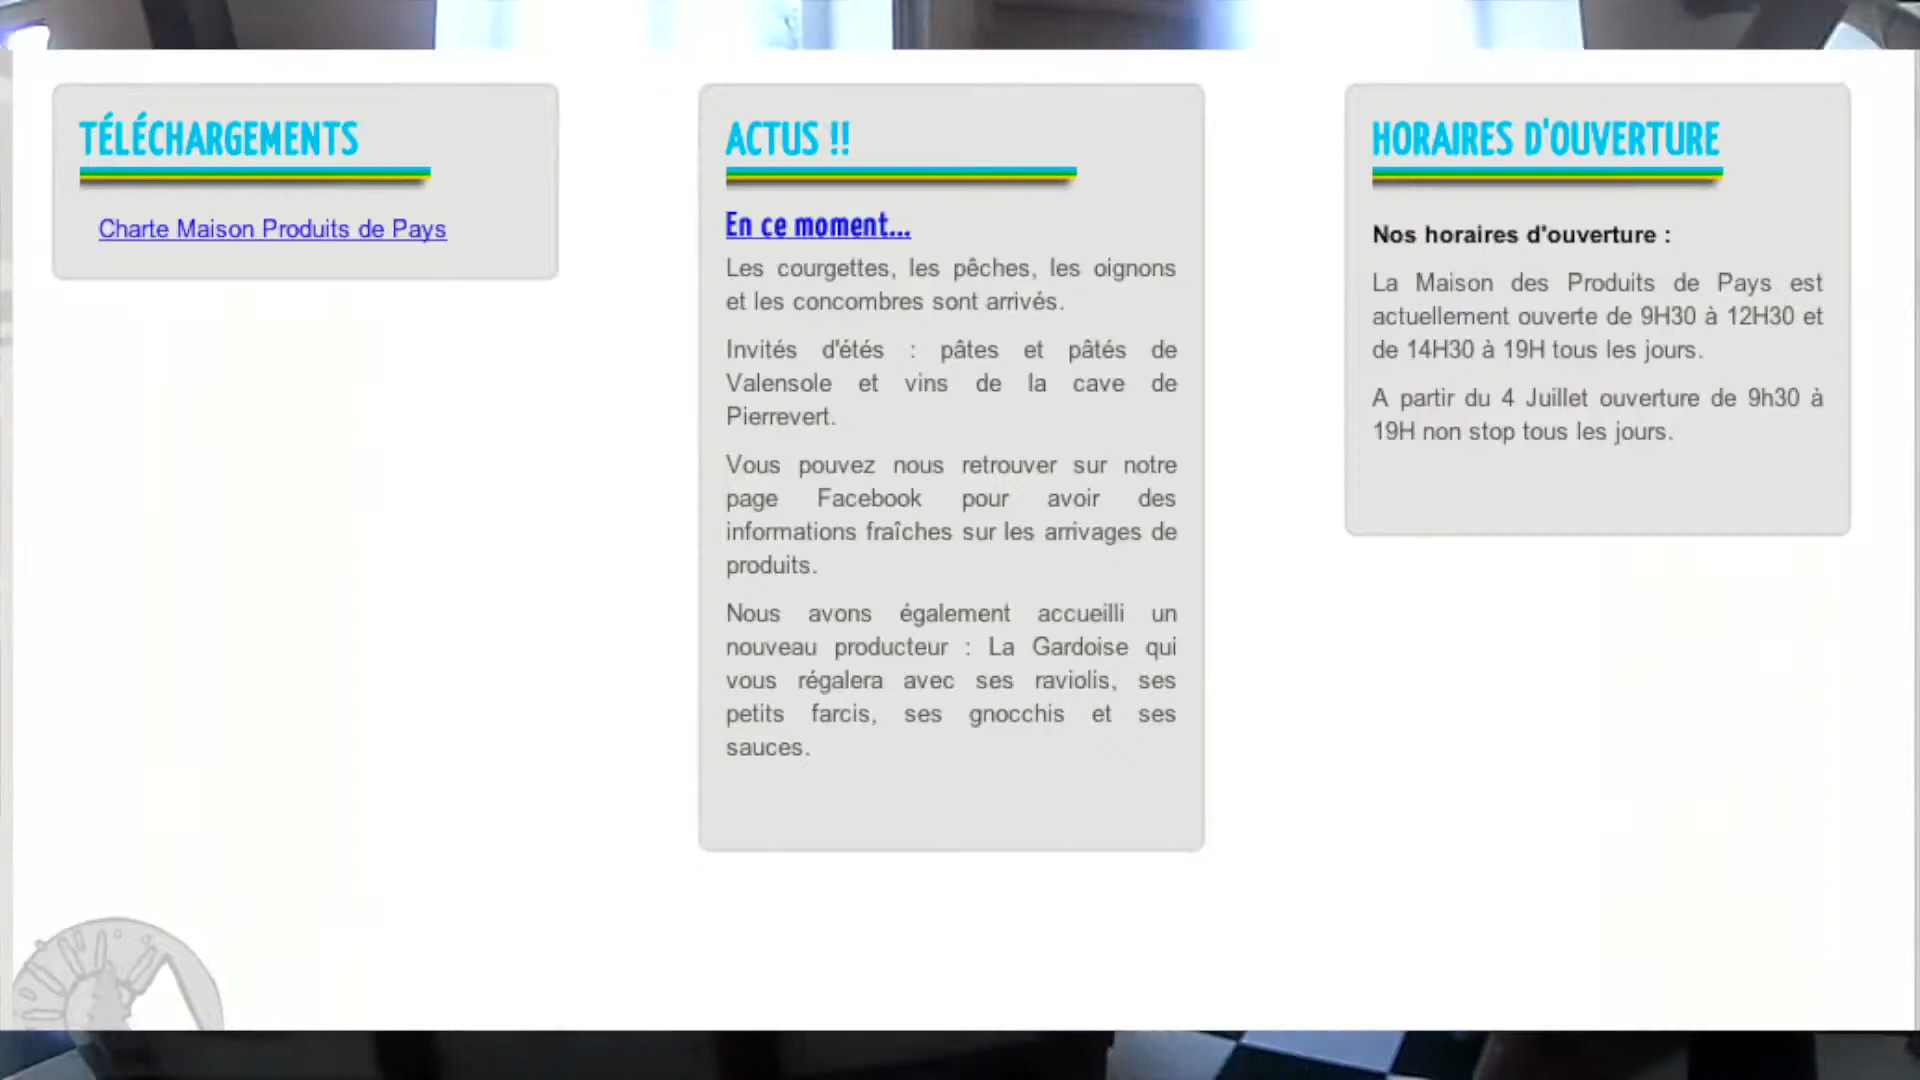 TÉLÉCHARGEMENTS
Charte Maison Produits de Pays
ACTUS !!
En ce moment...
Les courgettes, les pêches, les oignons
et les concombres sont arrivés.
Invités d'étés : pâtes et pâtés de
Valensole et vins de la cave de
Pierrevert.
Vous pouvez nous retrouver sur notre
page Facebook pour avoir des
informations fraîches sur les arrivages de
produits.
Nous avons également accueilli un
nouveau producteur : La Gardoise qui
vous régalera avec ses raviolis, ses
petits farcis, ses gnocchis et ses
sauces.
HORAIRES D'OUVERTURE
Nos horaires d'ouverture :
La Maison des Produits de Pays est
actuellement ouverte de 9H30 à 12H30 et
de 14H30 à 19H tous les jours.
A partir du 4 Juillet ouverture de 9h30 à
19H non stop tous les jours.